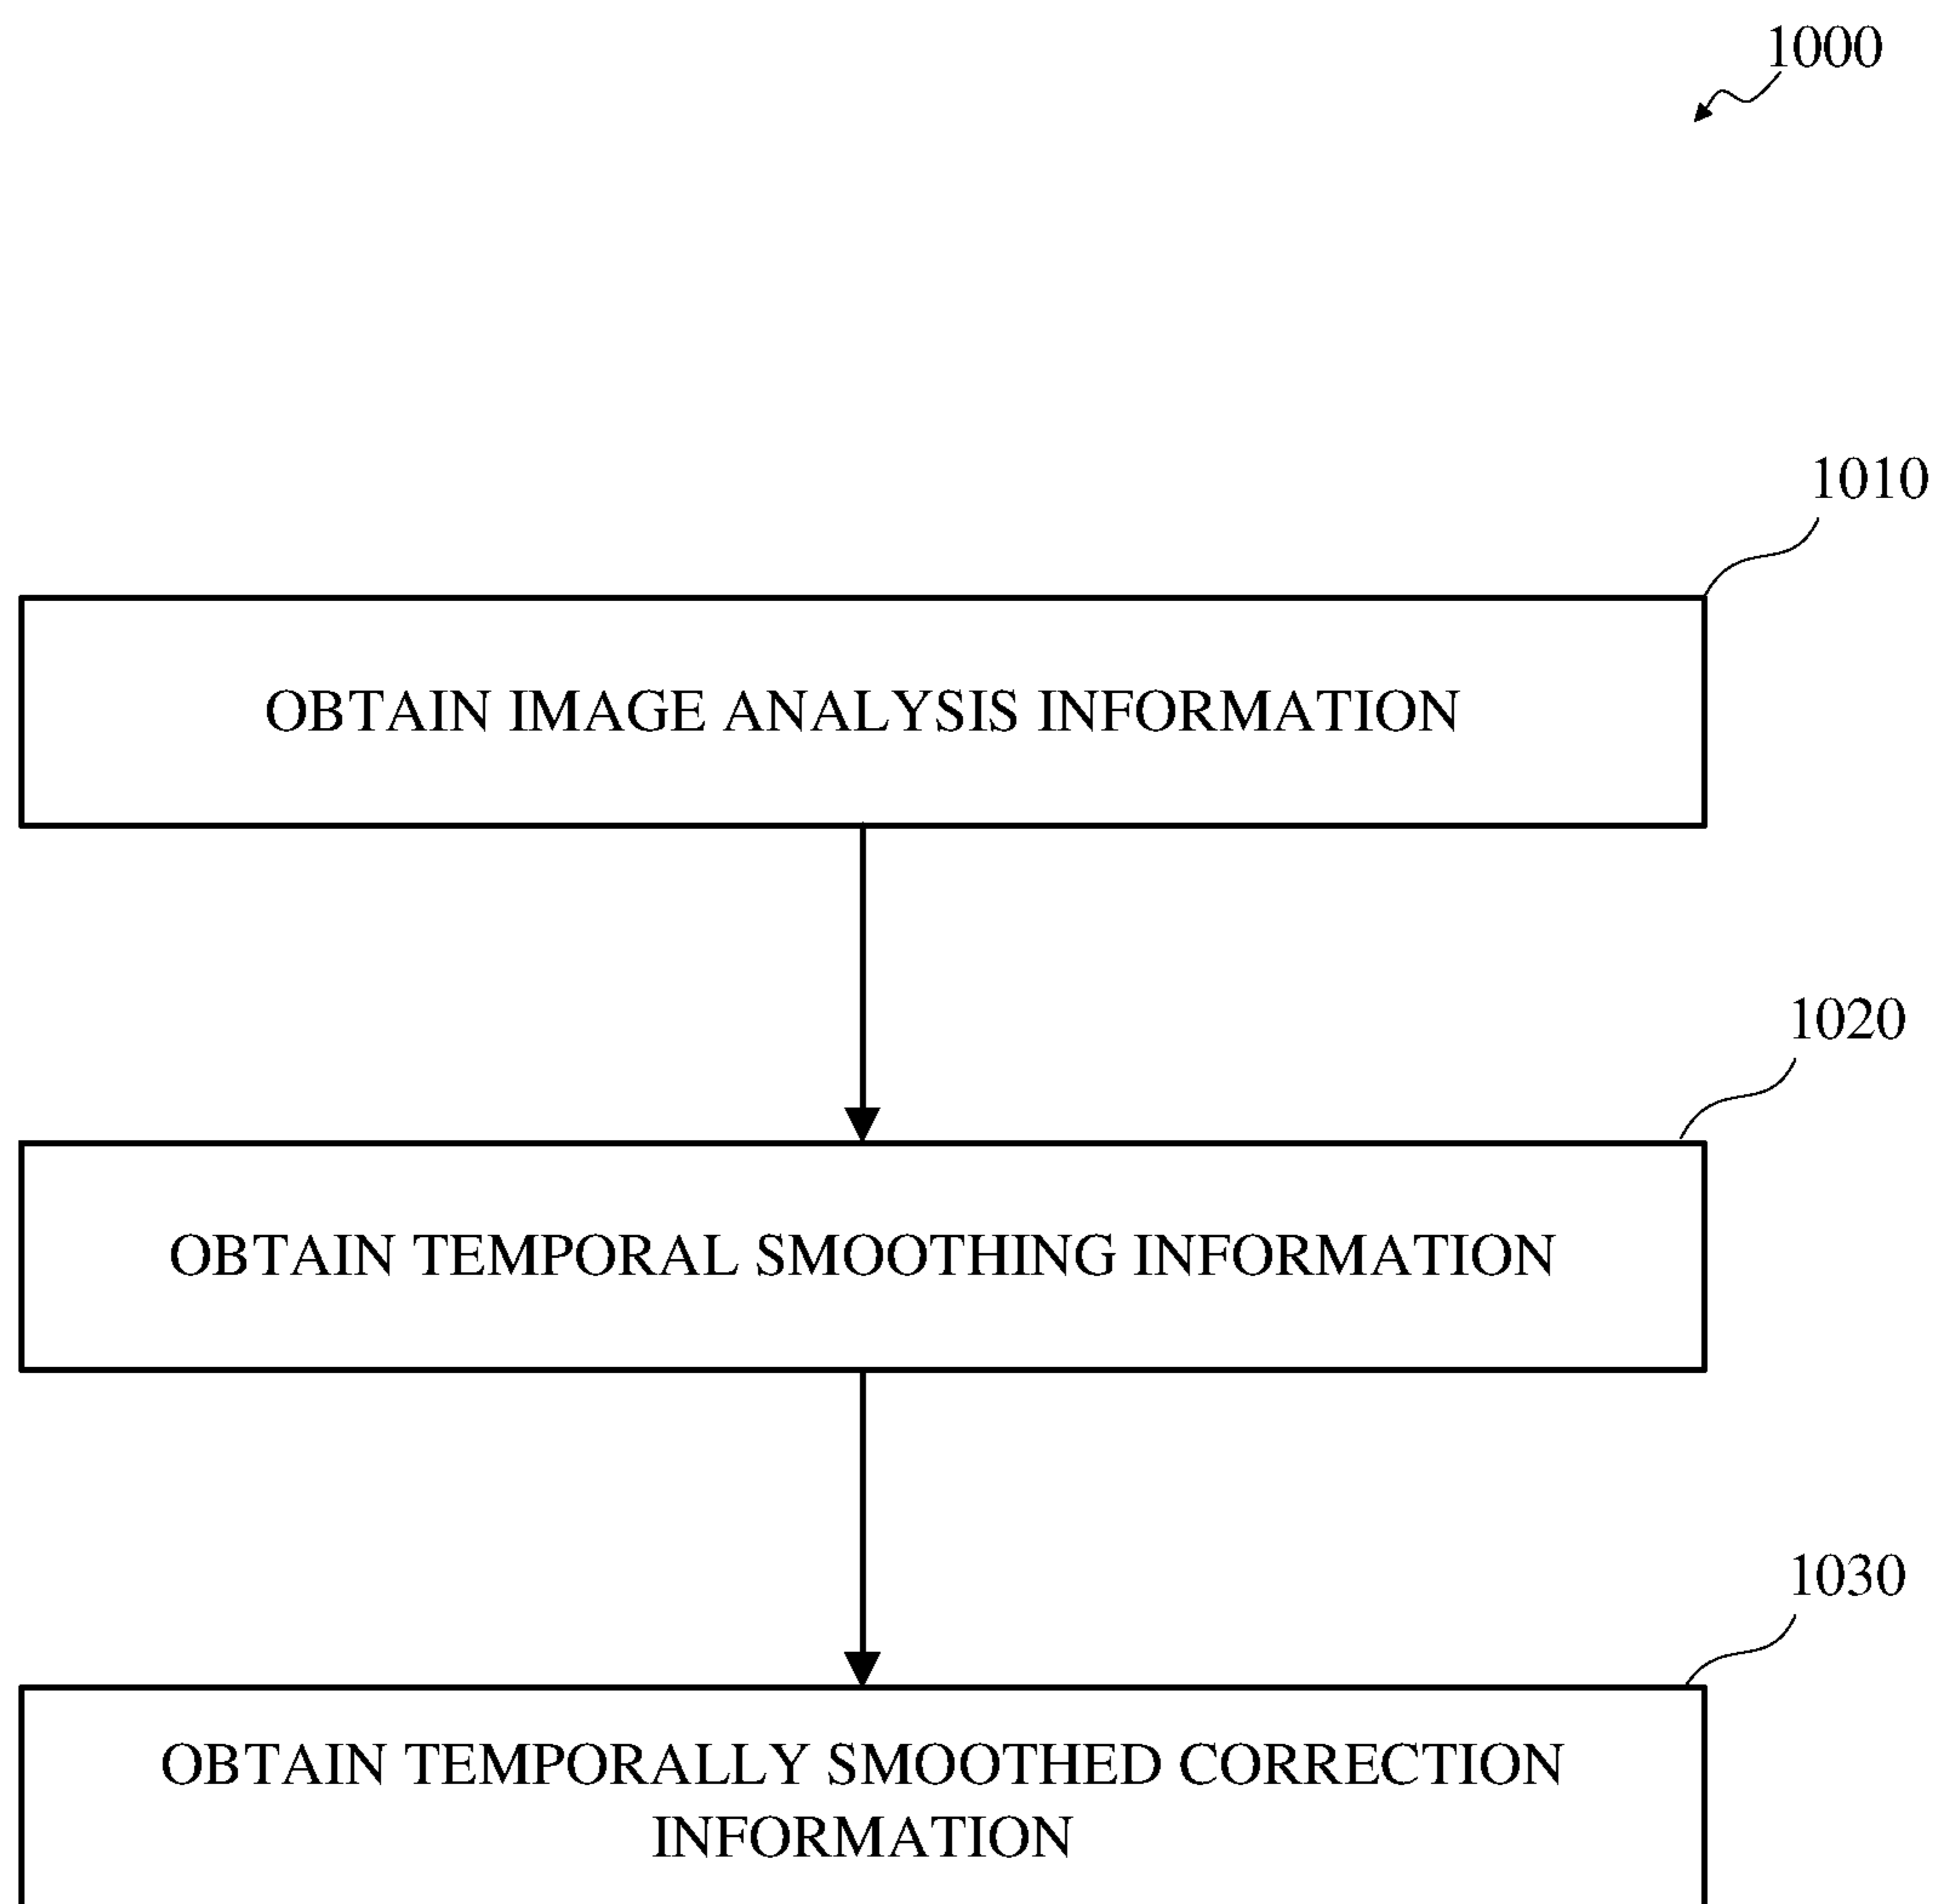 1000
1010
OBTAIN IMAGE ANALYSIS INFORMATION
1020
OBTAIN TEMPORAL SMOOTHING INFORMATION
1030
OBTAIN TEMPORALLY SMOOTHED CORRECTION
INFORMATION